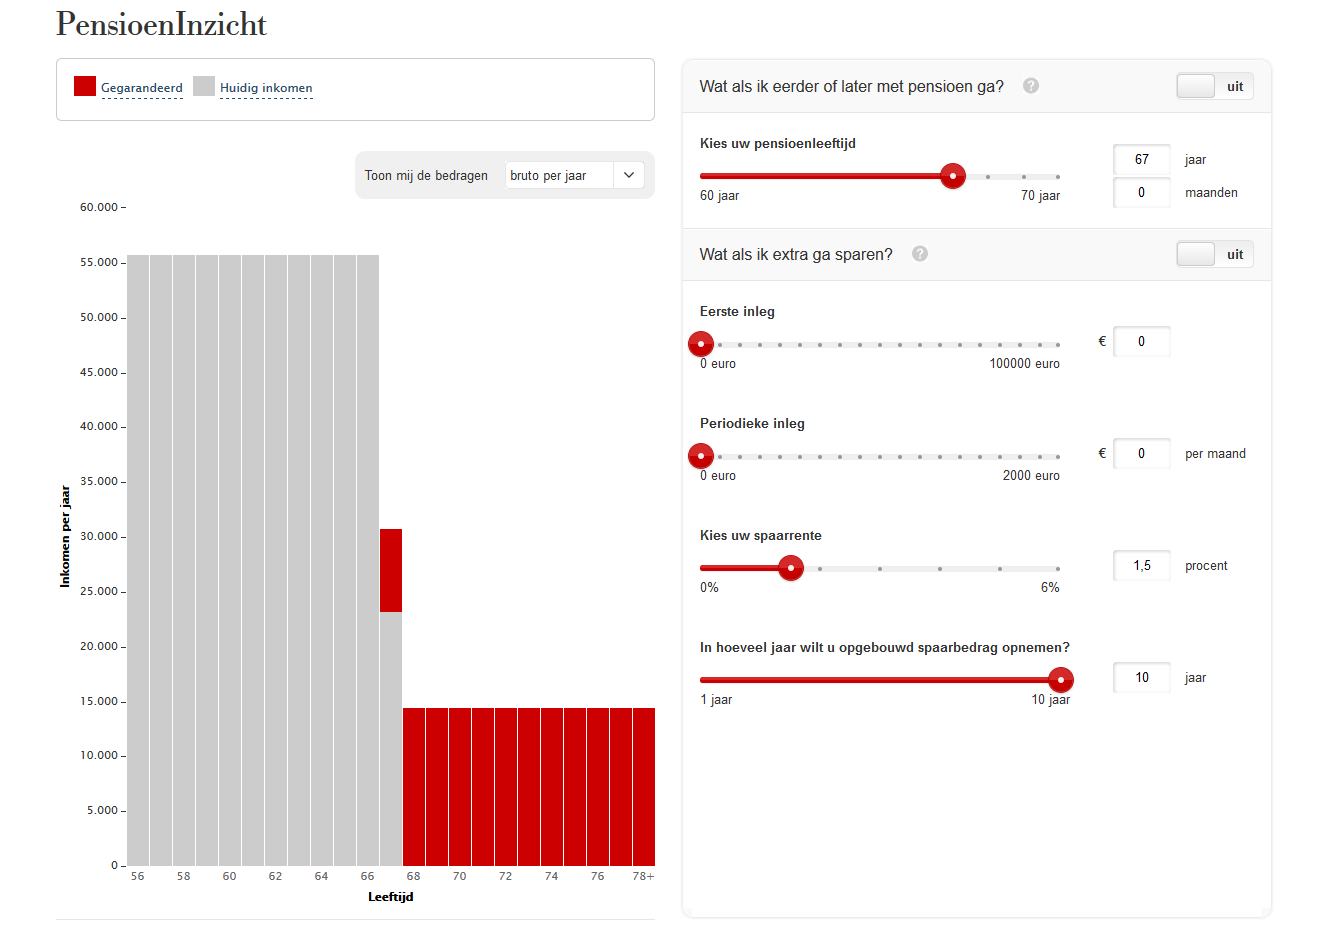 PensioenInzicht
Gegarandeerd Huidig inkomen
Toon mij de bedragen bruto per jaar
60.000
55.000
50.000
45.000
40.000
35.000
30.000
25.000
20.000
15.000
10.000
5.000
0
Inkomen per jaar
56 58 60 62 64 66 68 70 72 74 76 78+
Leeftijd
Wat als ik eerder of later met pensioen ga? ? uit
Kies uw pensioenleeftijd
67 jaar
60 jaar 70 jaar
0 maanden
Wat als ik extra ga sparen? ? uit
Eerste inleg
€ 0
0 euro 100000 euro
Periodieke inleg
€ 0 per maand
0 euro 2000 euro
Kies uw spaarrente
1,5 procent
0% 6%
In hoeveel jaar wilt u opgebouwd spaarbedrag opnemen?
10 jaar
1 jaar 10 jaar